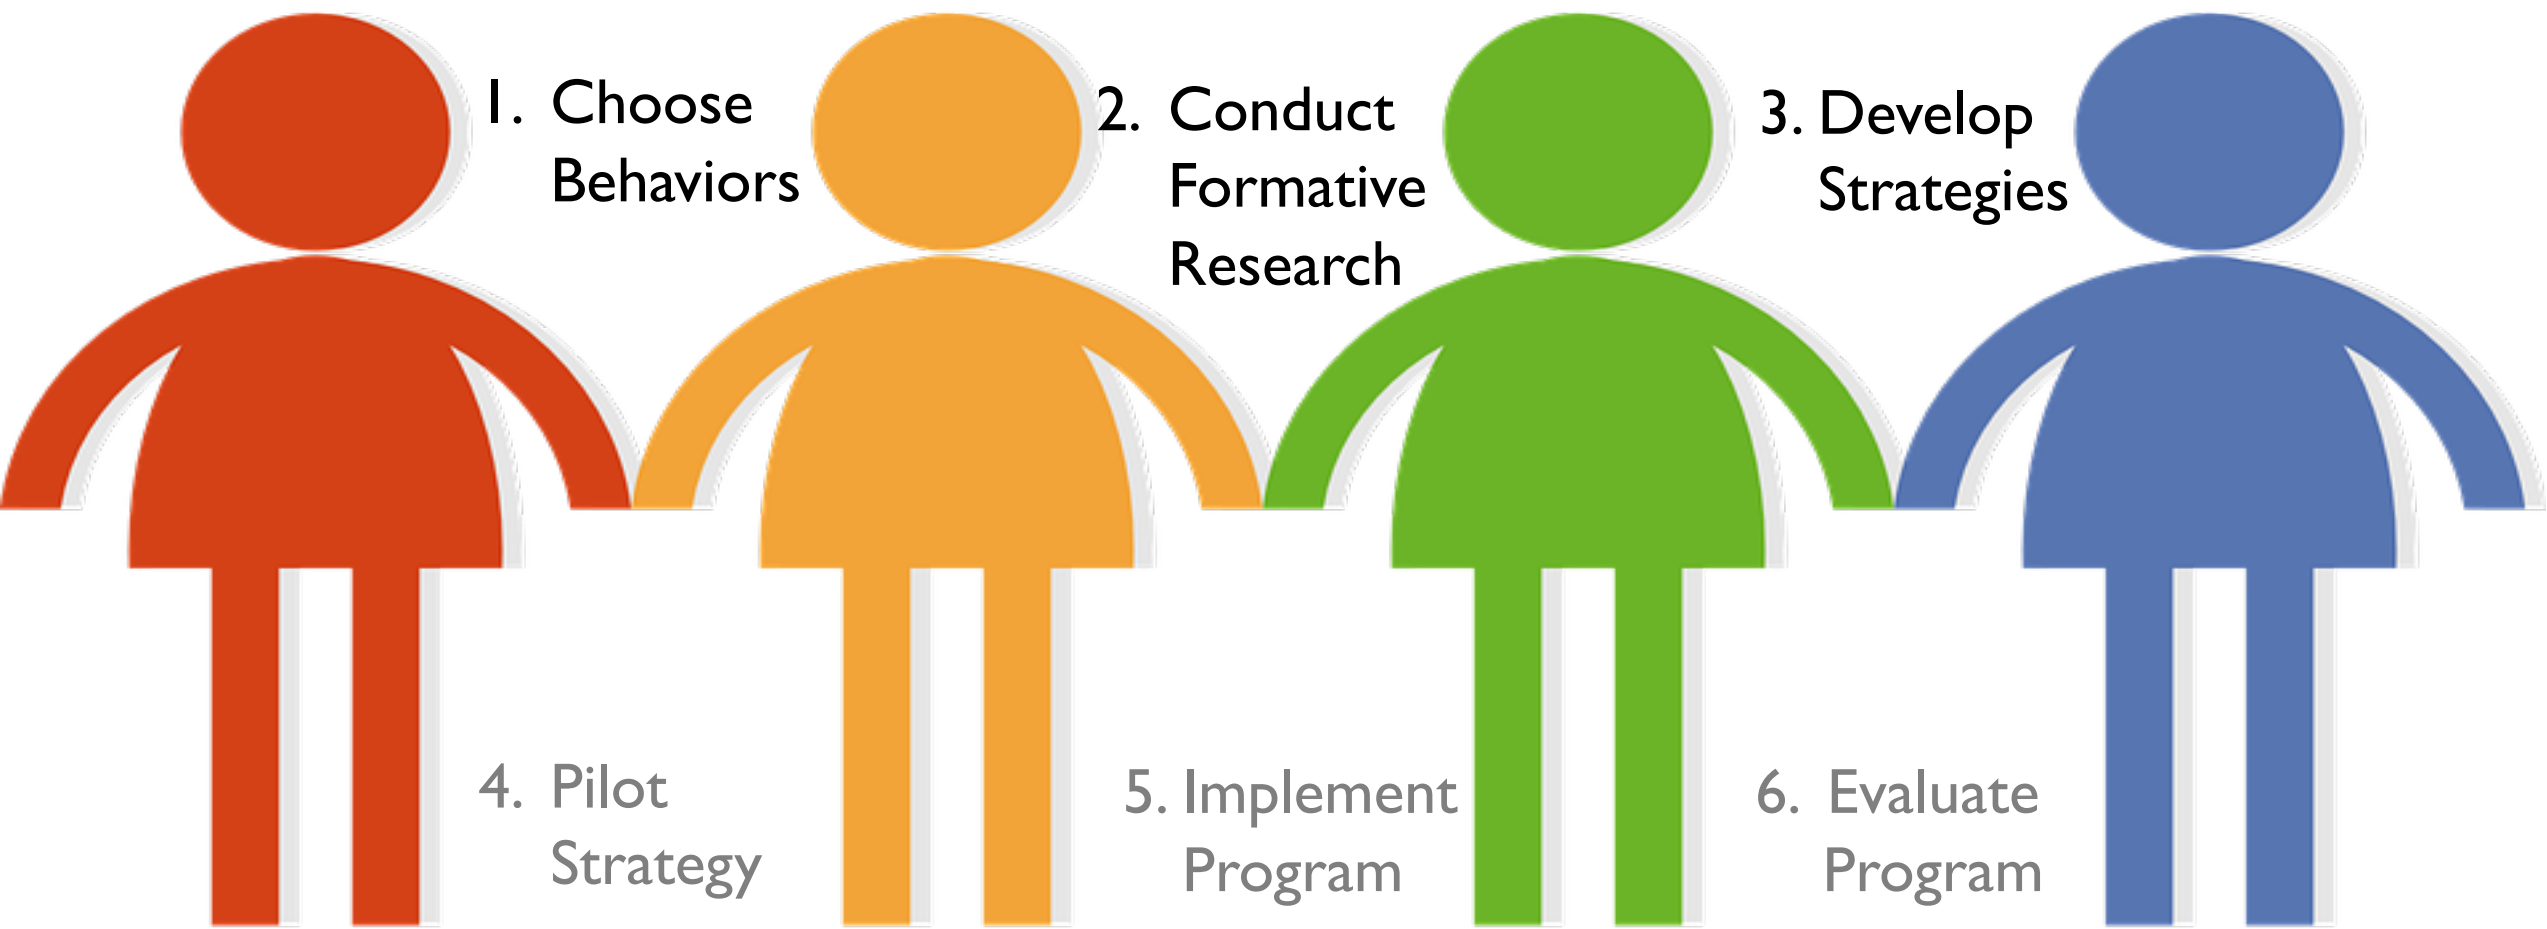 1. Choose
Behaviors
2. Conduct
Formative
Research
3. Develop
Strategies
4. Pilot
Strategy
5. Implement
Program
6. Evaluate
Program